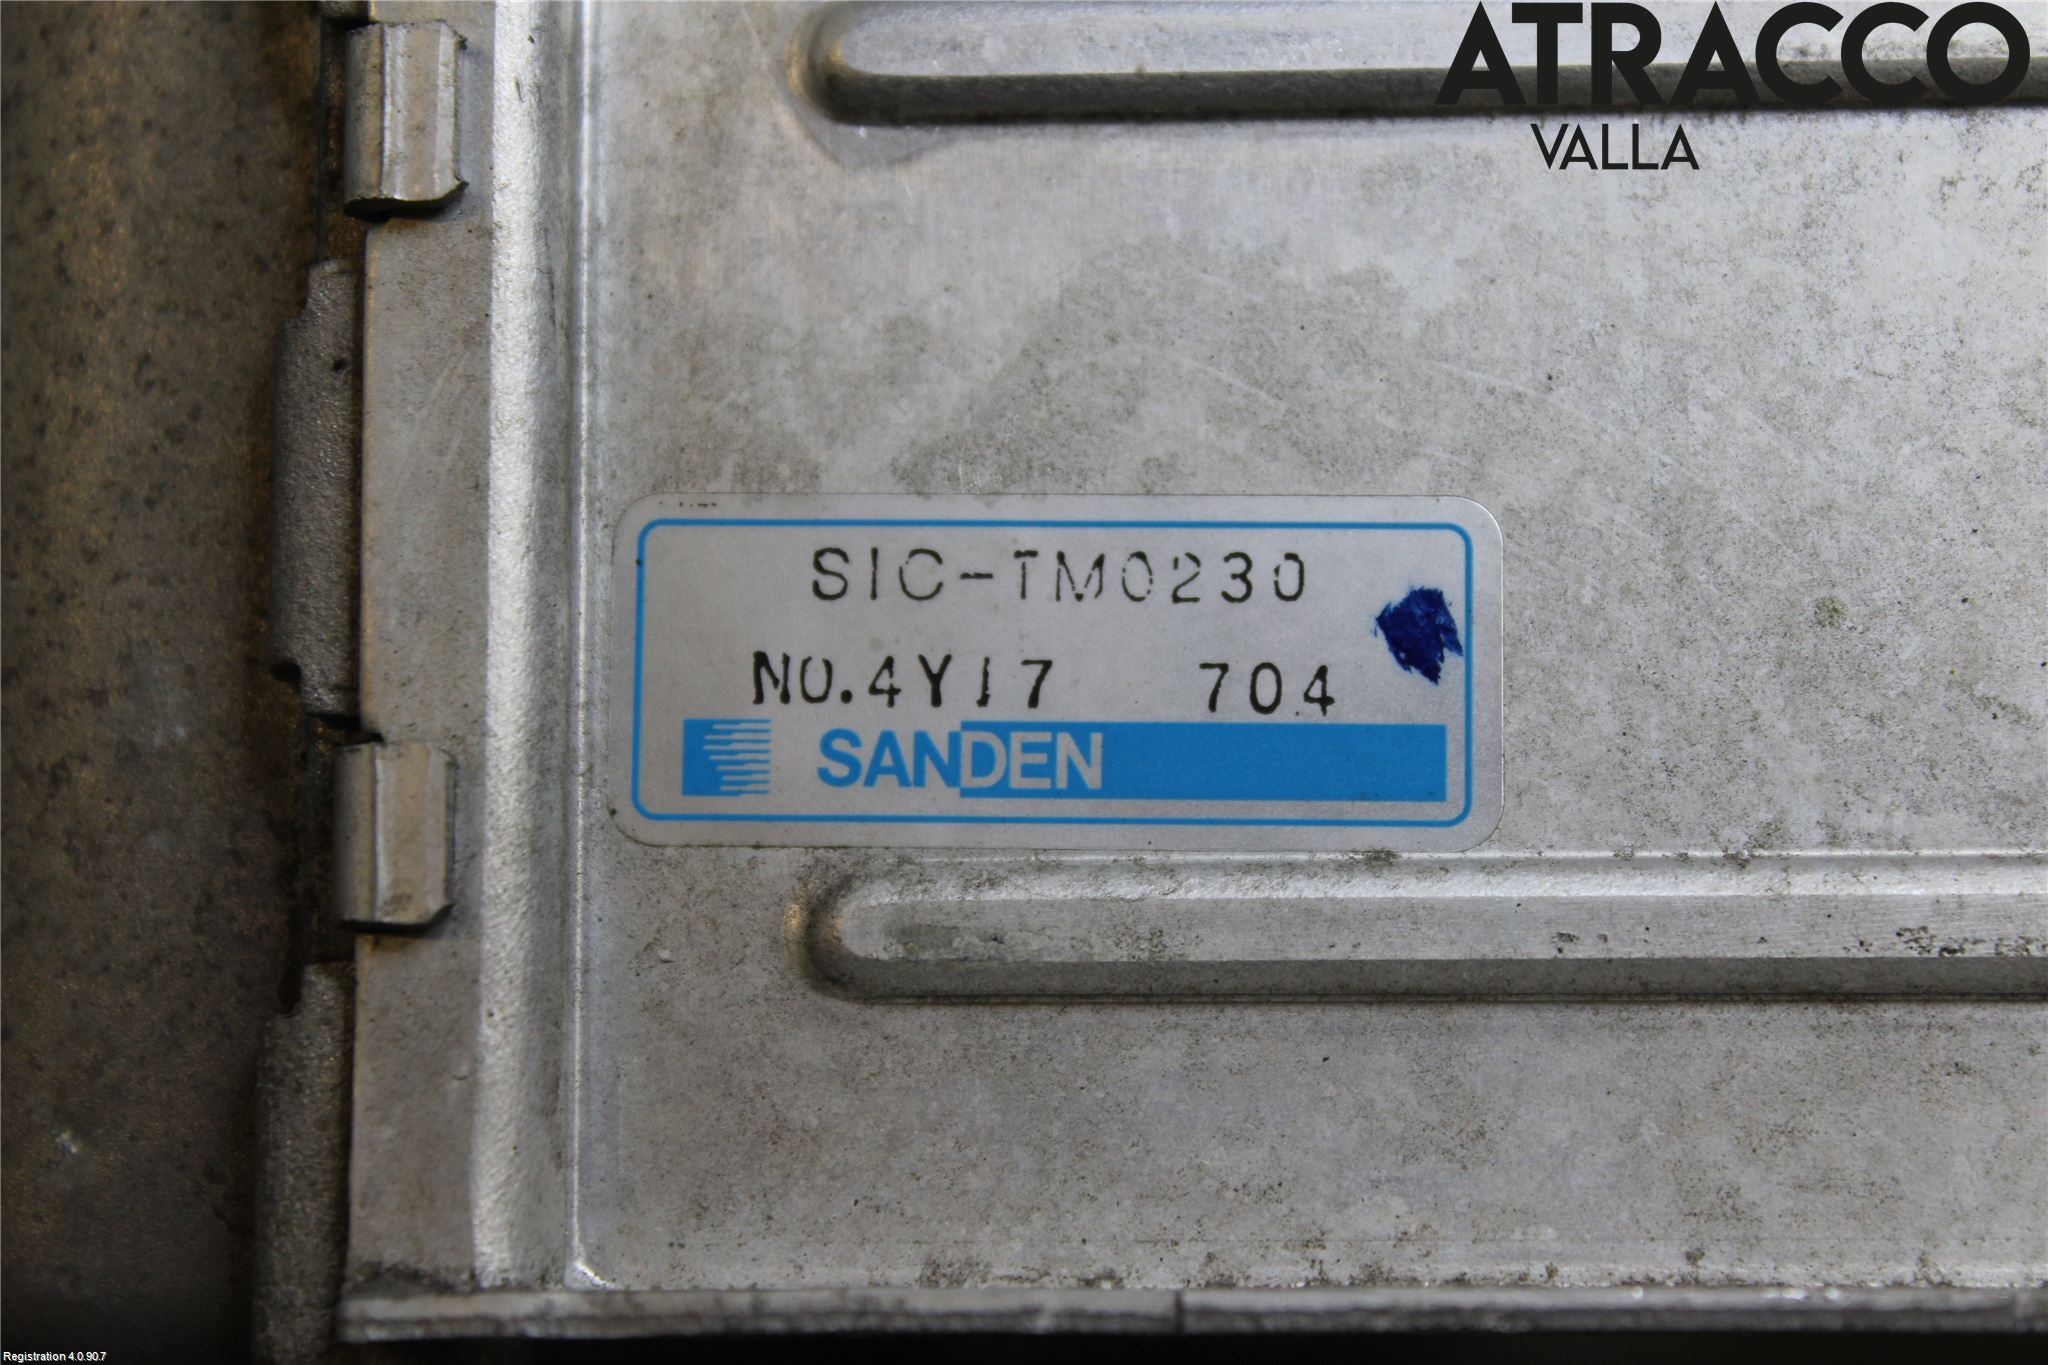 ATRACCO
VALLA
SIC-TM0230
NO.4Y17 704
SANDEN
Registration 4.0.90.7